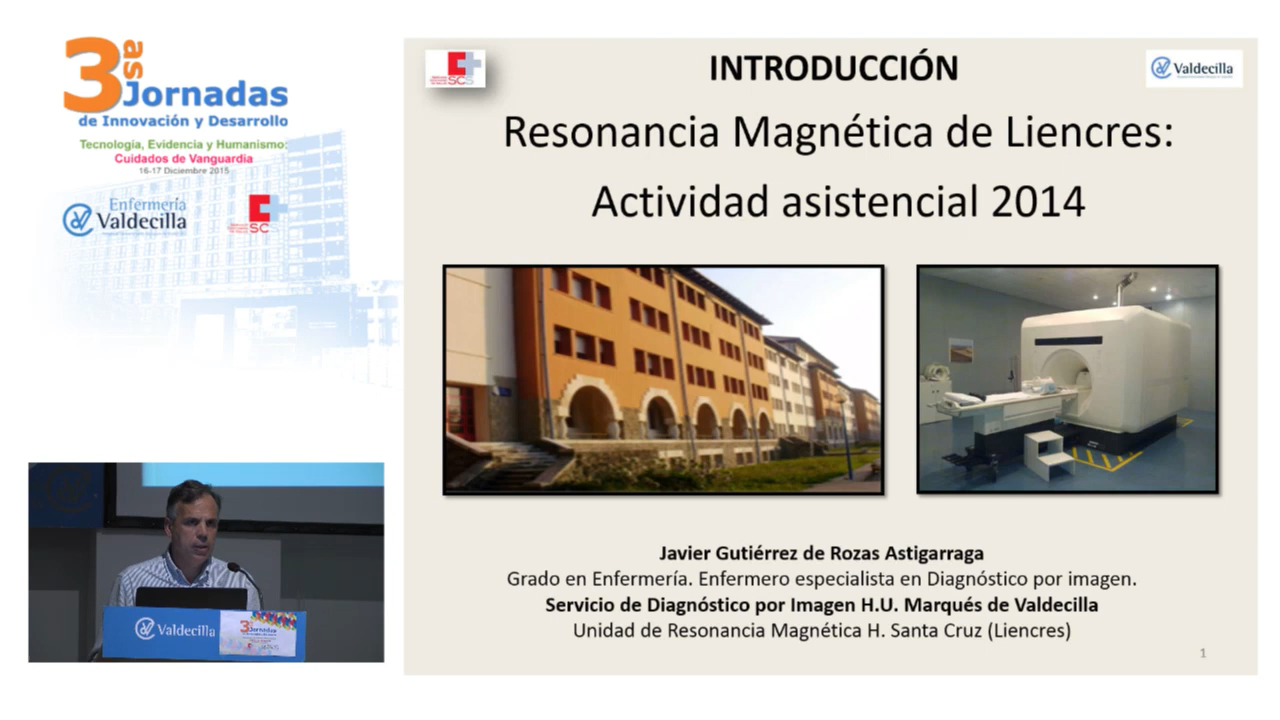 3as Jornadas
de Innovación y Desarrollo
Tecnología, Evidencia y Humanismo:
Cuidados de Vanguardia
16-17 Diciembre 2015
Enfermería
Valdecilla
SC
SCS
INTRODUCCIÓN
Valdecilla
Resonancia Magnética de Liencres:
Actividad asistencial 2014
Javier Gutiérrez de Rozas Astigarraga
Grado en Enfermería. Enfermero especialista en Diagnóstico por imagen.
Servicio de Diagnóstico por Imagen H.U. Marqués de Valdecilla
Unidad de Resonancia Magnética H. Santa Cruz (Liencres)
1
Valdecilla
3as Jornadas